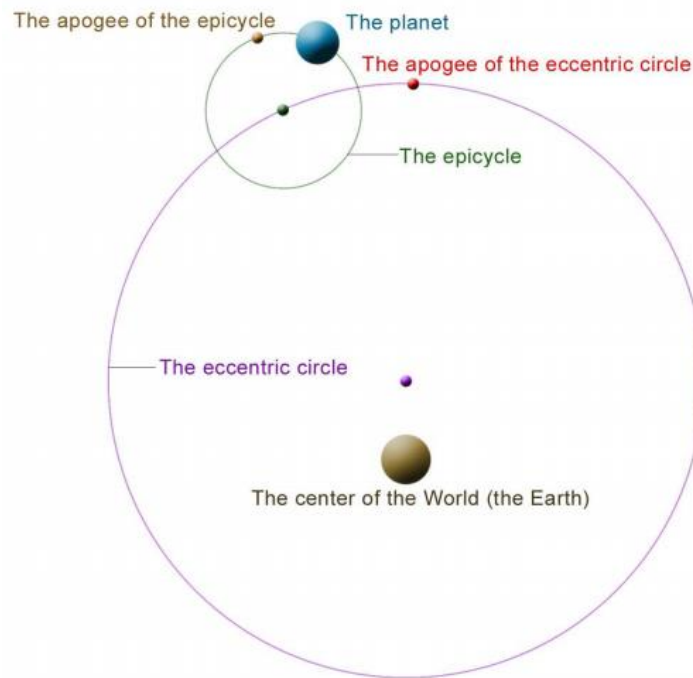 The apogee of the epicycle
The planet
The apogee of the eccentric circle
The epicycle
The eccentric circle
The center of the World (the Earth)